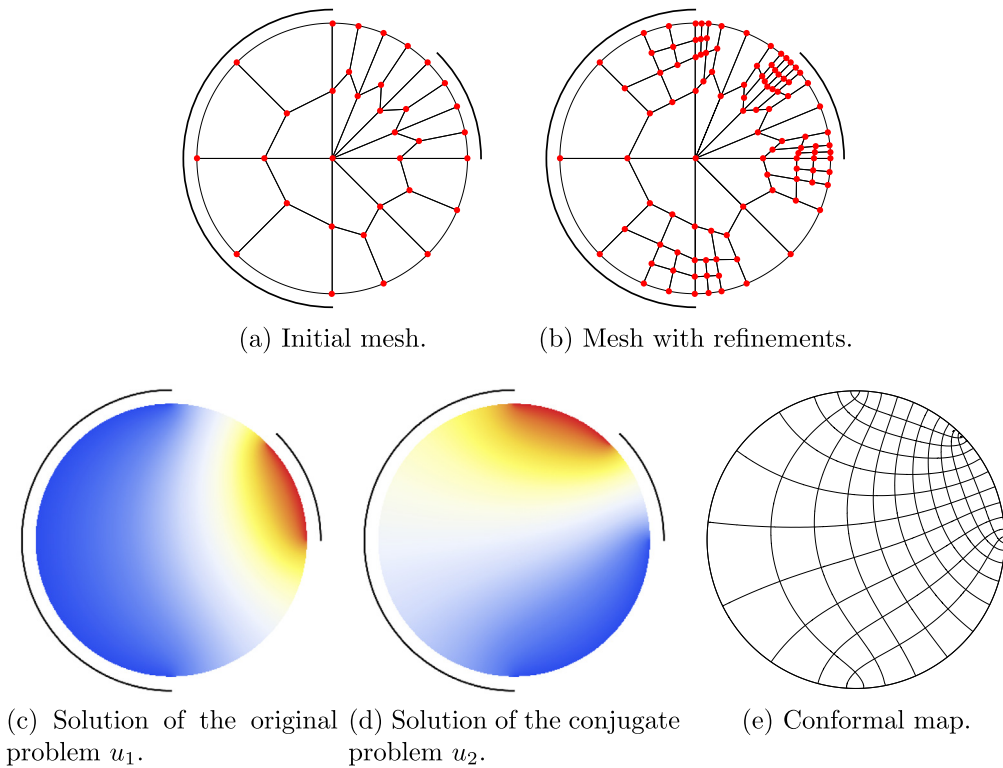 (a) Initial mesh.
(b) Mesh with refinements.
(c) Solution of the original
problem u₁.
(d) Solution of the conjugate
problem u₂.
(e) Conformal map.